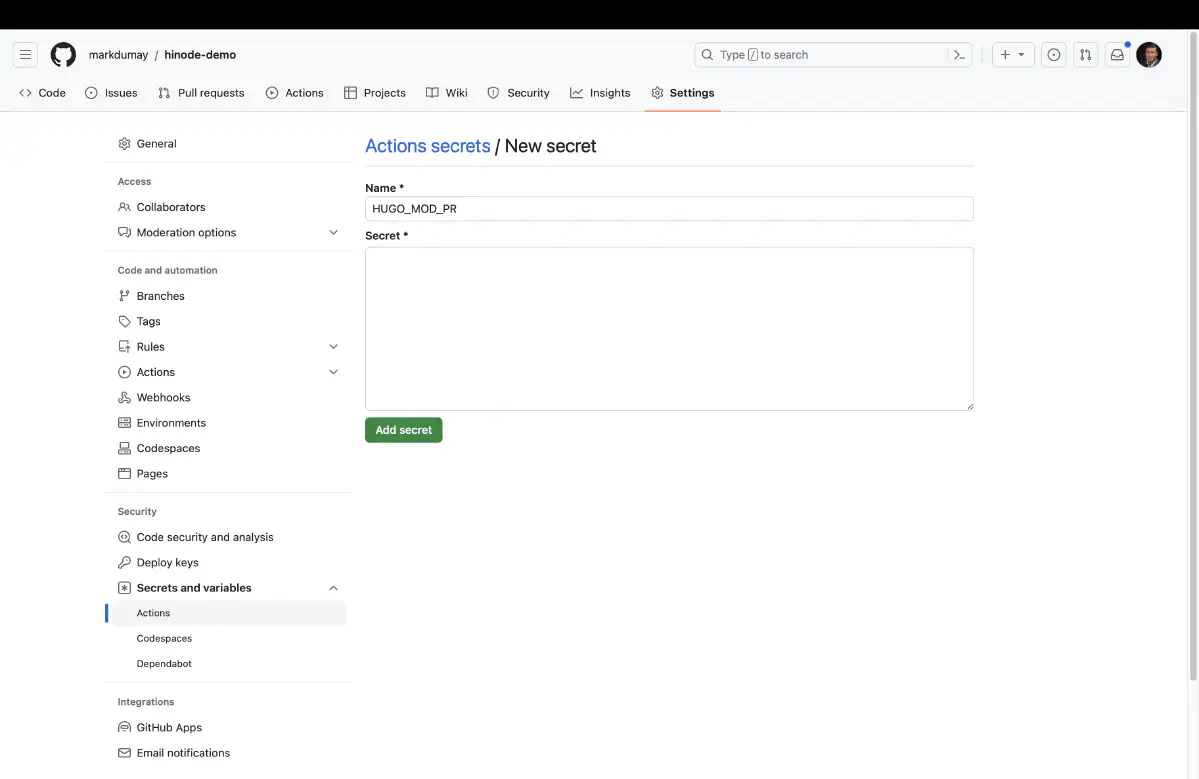 markdumay / hinode-demo
Type / to search
Code Issues Pull requests Actions Projects Wiki Security Insights Settings
General
Access
Collaborators
Moderation options
Code and automation
Branches
Tags
Rules
Actions
Webhooks
Environments
Codespaces
Pages
Security
Code security and analysis
Deploy keys
Secrets and variables
Actions
Codespaces
Dependabot
Integrations
GitHub Apps
Email notifications
Actions secrets / New secret
Name *
HUGO_MOD_PR
Secret *
Add secret